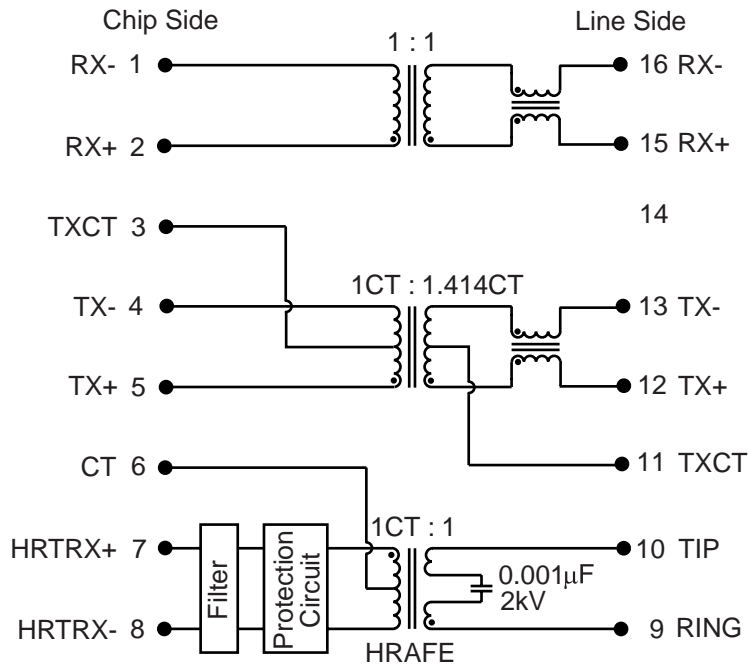 Chip Side
Line Side
1 : 1
RX- 1
16 RX-
RX+ 2
15 RX+
TXCT 3
14
1CT : 1.414CT
TX- 4
13 TX-
TX+ 5
12 TX+
CT 6
11 TXCT
1CT : 1
HRTRX+ 7
10 TIP
Filter
Protection
Circuit
0.001µF
2kV
HRTRX- 8
9 RING
HRAFE